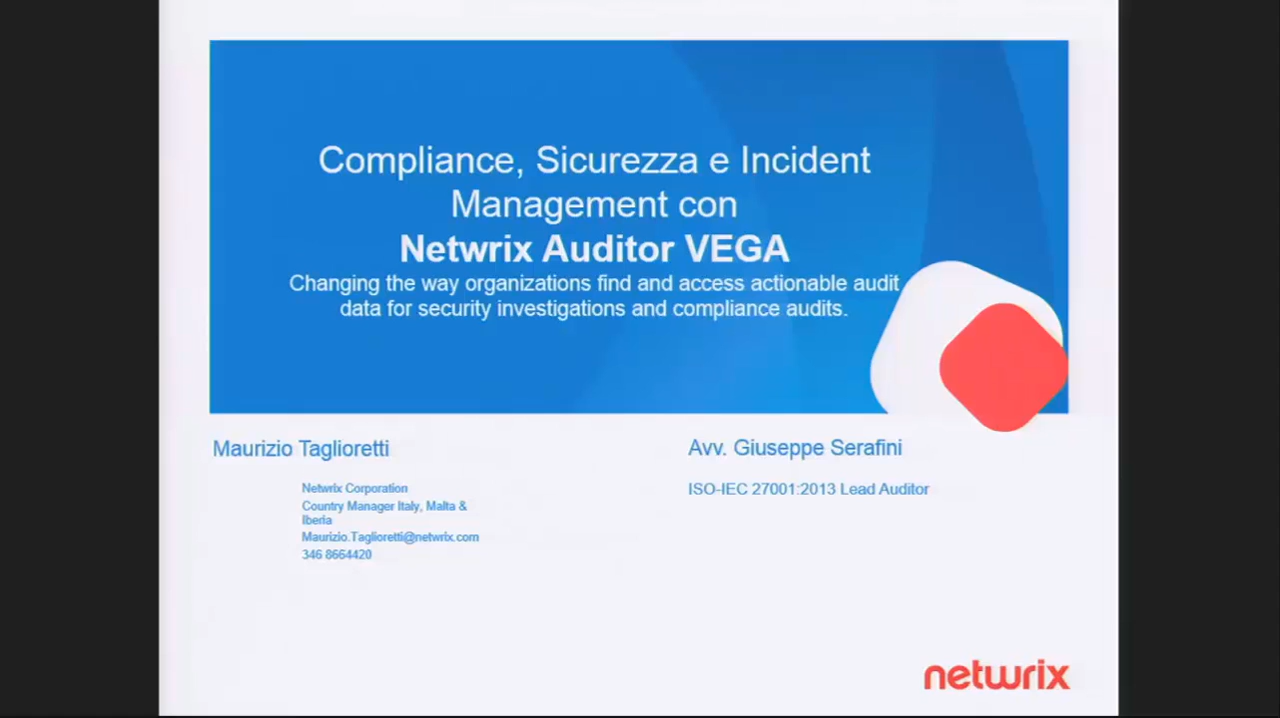 Compliance, Sicurezza e Incident
Management con
Netwrix Auditor VEGA
Changing the way organizations find and access actionable audit
data for security investigations and compliance audits.
Maurizio Taglioretti
Netwrix Corporation
Country Manager Italy, Malta &
Iberia
Maurizio.Taglioretti@netwrix.com
346 8664420
Avv. Giuseppe Serafini
ISO-IEC 27001:2013 Lead Auditor
netwrix